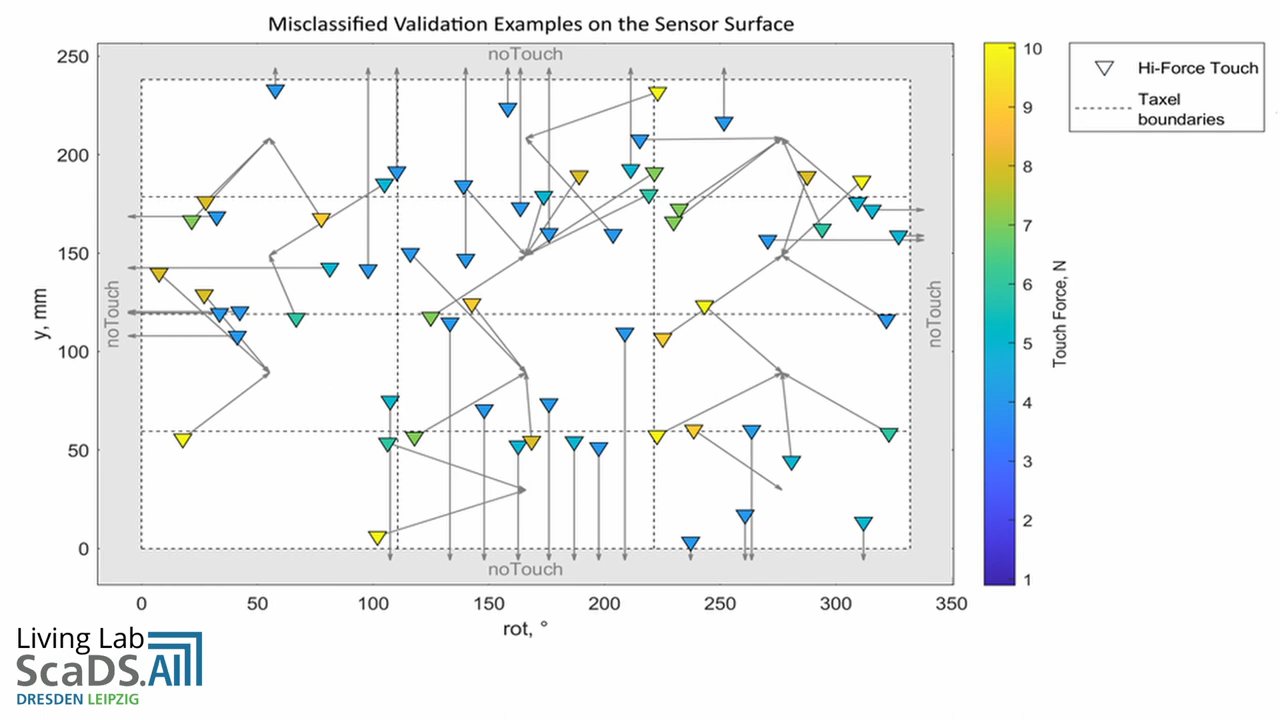 Misclassified Validation Examples on the Sensor Surface
noTouch
250
200
150
100
50
0
y, mm
noTouch
noTouch
noTouch
0 50 100 150 200 250 300 350
rot, °
10
9
8
7
6
5
4
3
2
1
Touch Force, N
Hi-Force Touch
Taxel
boundaries
Living Lab
ScaDS.AI
DRESDEN LEIPZIG